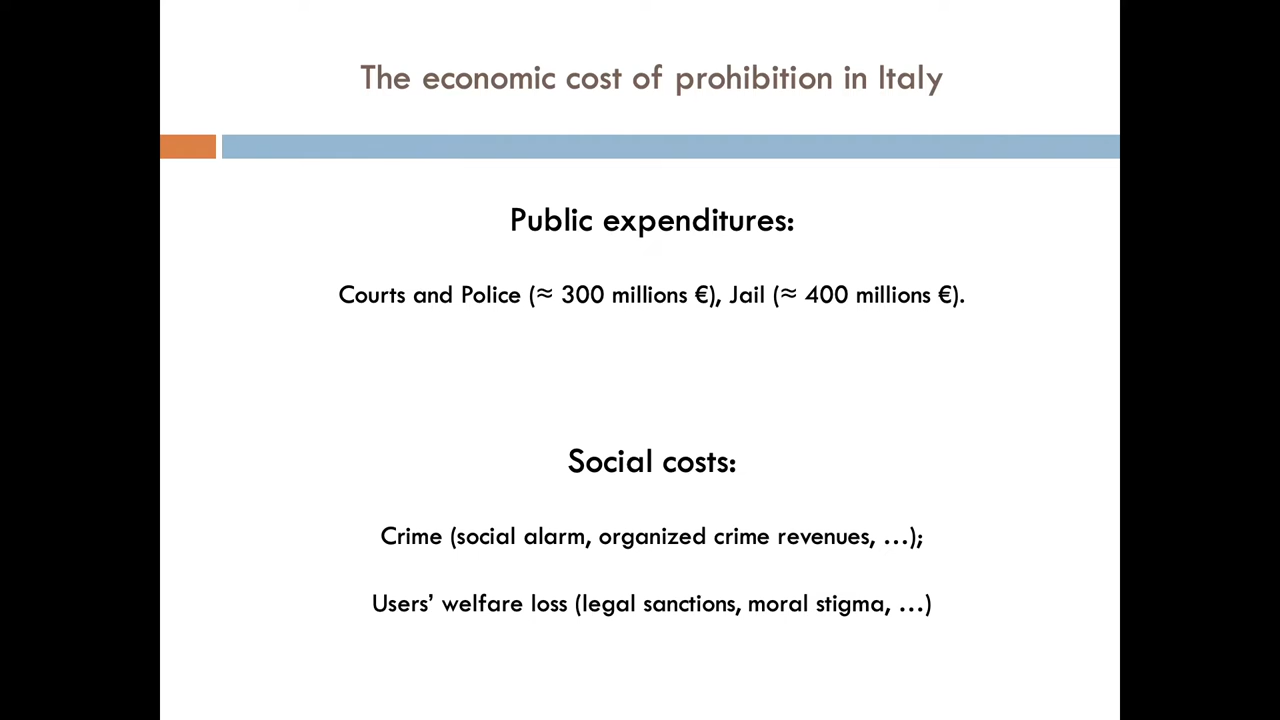 The economic cost of prohibition in Italy
Public expenditures:
Courts and Police (≈ 300 millions €), Jail (≈ 400 millions €).
Social costs:
Crime (social alarm, organized crime revenues, …);
Users’ welfare loss (legal sanctions, moral stigma, …)